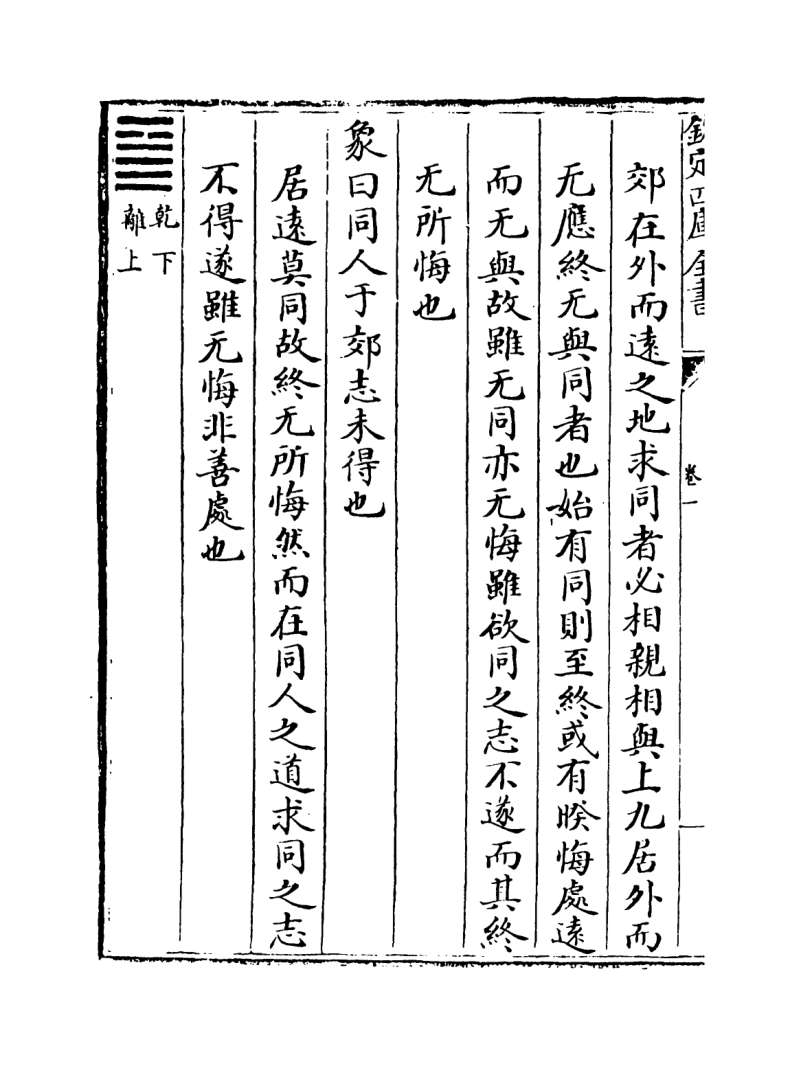 欽定四庫全書 卷一
郊在外而遠之地求同者必相親相與上九居外而
无應終无與同者也始有同則至終或有睽悔處遠
而无與故雖无同亦无悔雖欲同之志不遂而其終
无所悔也
象曰同人于郊志未得也
居遠莫同故終无所悔然而在同人之道求同之志
不得遂雖无悔非善處也
䷍乾下
離上